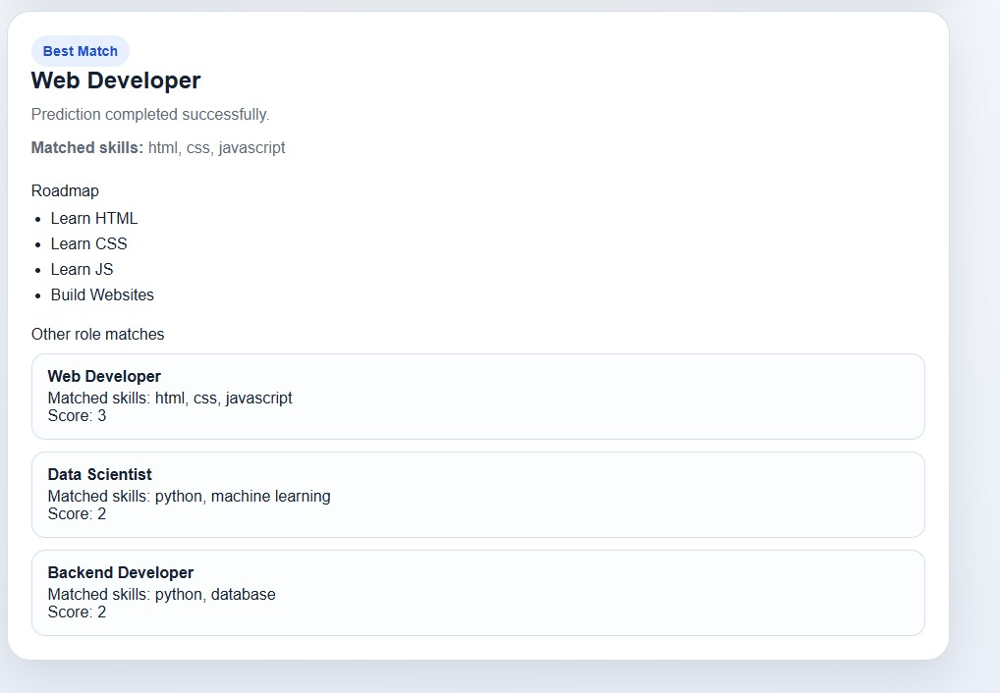 Best Match
Web Developer
Prediction completed successfully.
Matched skills: html, css, javascript
Roadmap
Learn HTML
Learn CSS
Learn JS
Build Websites
Other role matches
Web Developer
Matched skills: html, css, javascript
Score: 3
Data Scientist
Matched skills: python, machine learning
Score: 2
Backend Developer
Matched skills: python, database
Score: 2